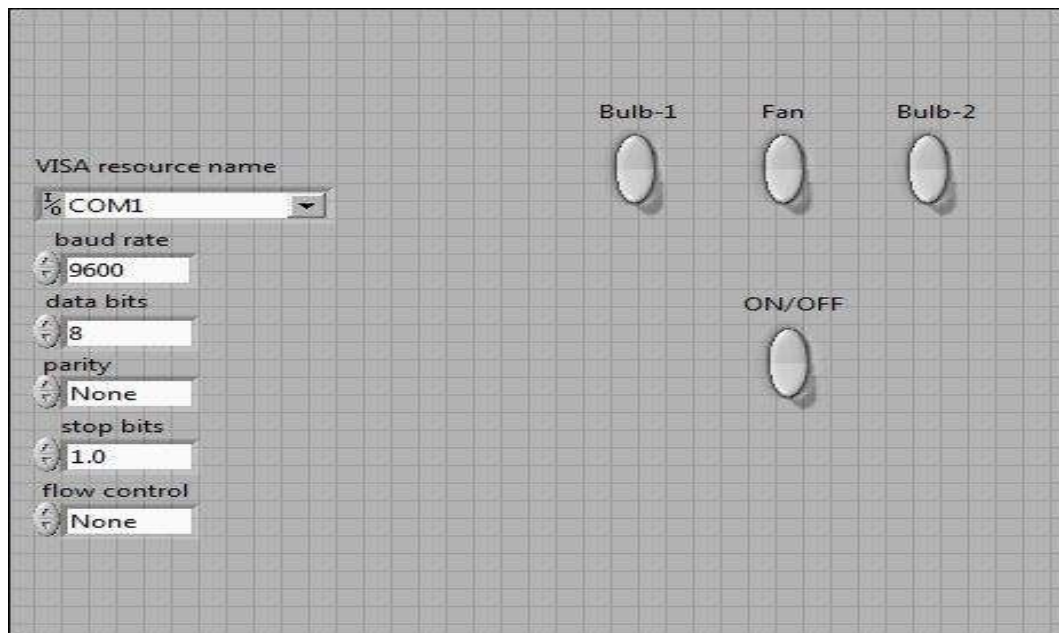 Bulb-1 Fan Bulb-2
VISA resource name
COM1
baud rate
9600
data bits
8
parity
None
stop bits
1.0
flow control
None
ON/OFF